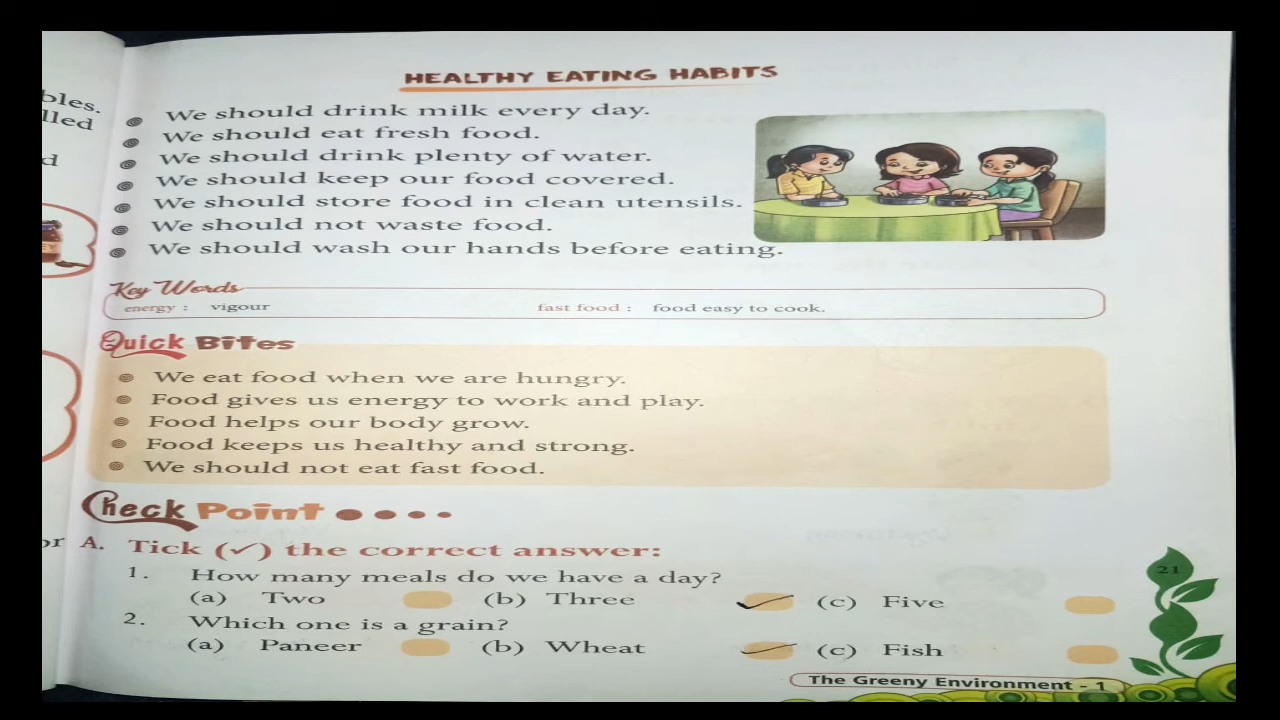 bles.
lled
d
HEALTHY EATING HABITS
We should drink milk every day.
We should eat fresh food.
We should drink plenty of water.
We should keep our food covered.
We should store food in clean utensils.
We should not waste food.
We should wash our hands before eating.
Key Words
energy : vigour fast food : food easy to cook.
Quick Bites
We eat food when we are hungry.
Food gives us energy to work and play.
Food helps our body grow.
Food keeps us healthy and strong.
We should not eat fast food.
Check Point
or
A. Tick (✓) the correct answer:
1. How many meals do we have a day?
(a) Two (b) Three ✓ (c) Five
2. Which one is a grain?
(a) Paneer (b) Wheat ✓ (c) Fish
21
The Greeny Environment - 1